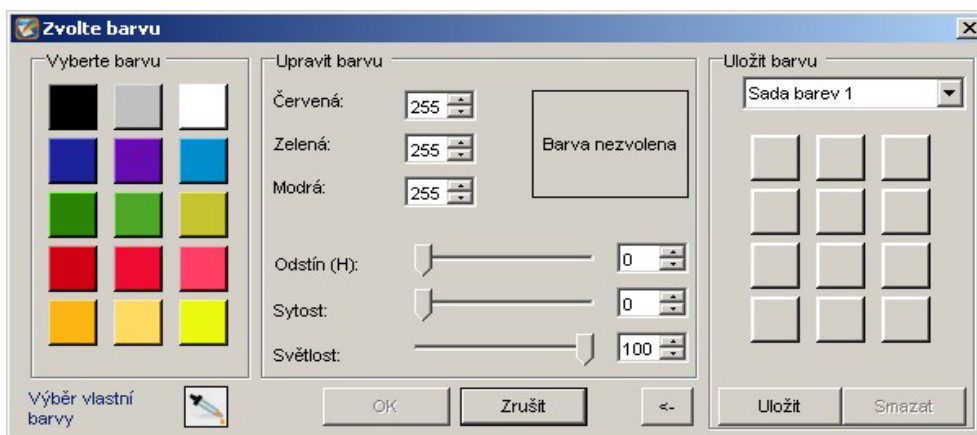 Zvolte barvu
Vyberte barvu
Výběr vlastní
barvy
Upravit barvu
Červená: 255
Zelená: 255
Modrá: 255
Barva nezvolena
Odstín (H): 0
Sytost: 0
Světlost: 100
OK
Zrušit
<-
Uložit barvu
Sada barev 1
Uložit
Smazat